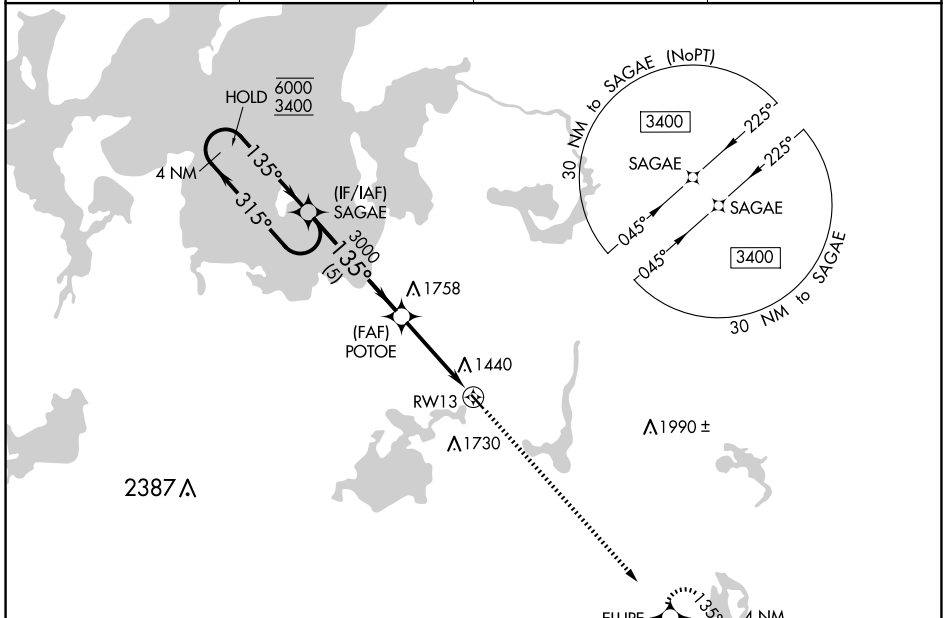 HOLD
6000
3400
4 NM
135°
315°
(IF/IAF)
SAGAE
3000
135°
(5)
30 NM to SAGAE (NoPT)
3400
225°
SAGAE
045°
225°
SAGAE
045°
3400
30 NM to SAGAE
1758
(FAF)
POTOE
1440
RW13
1730
1990 ±
2387
135°
4 NM